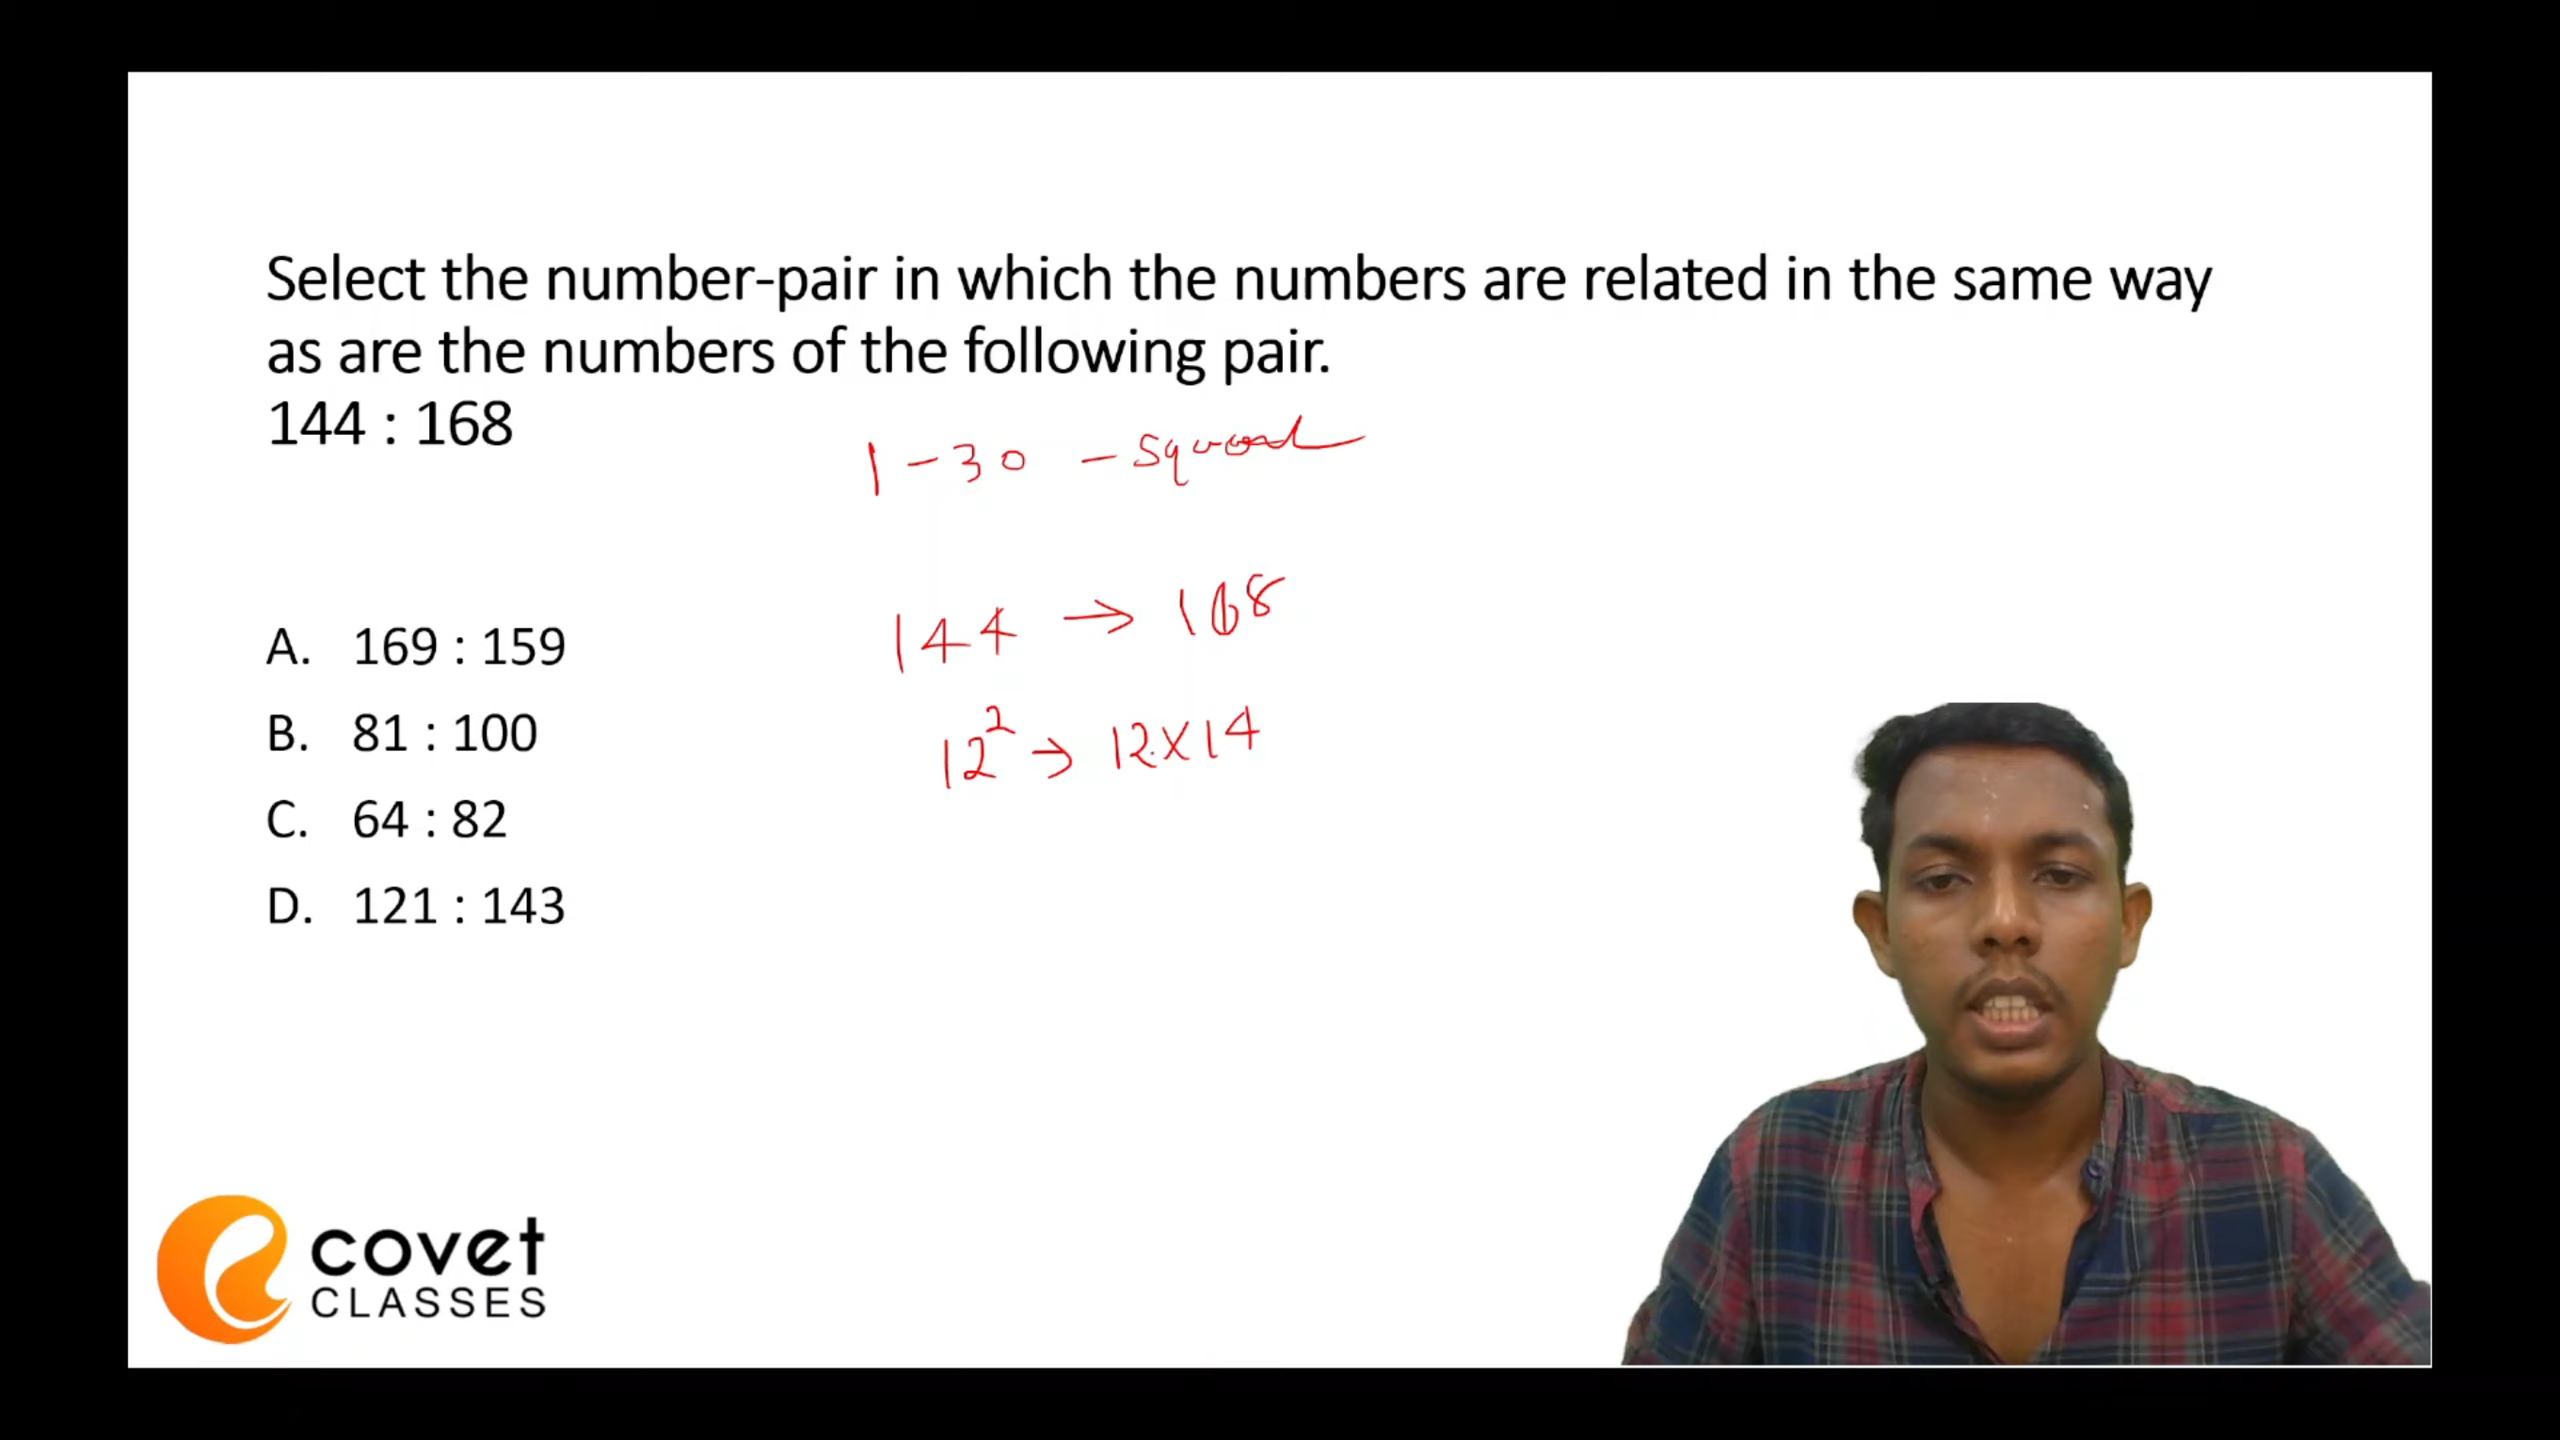 Select the number-pair in which the numbers are related in the same way
as are the numbers of the following pair.
144 : 168
1 - 30 -
144 → 168
12² → 12×14
A. 169 : 159
B. 81 : 100
C. 64 : 82
D. 121 : 143
covet
CLASSES